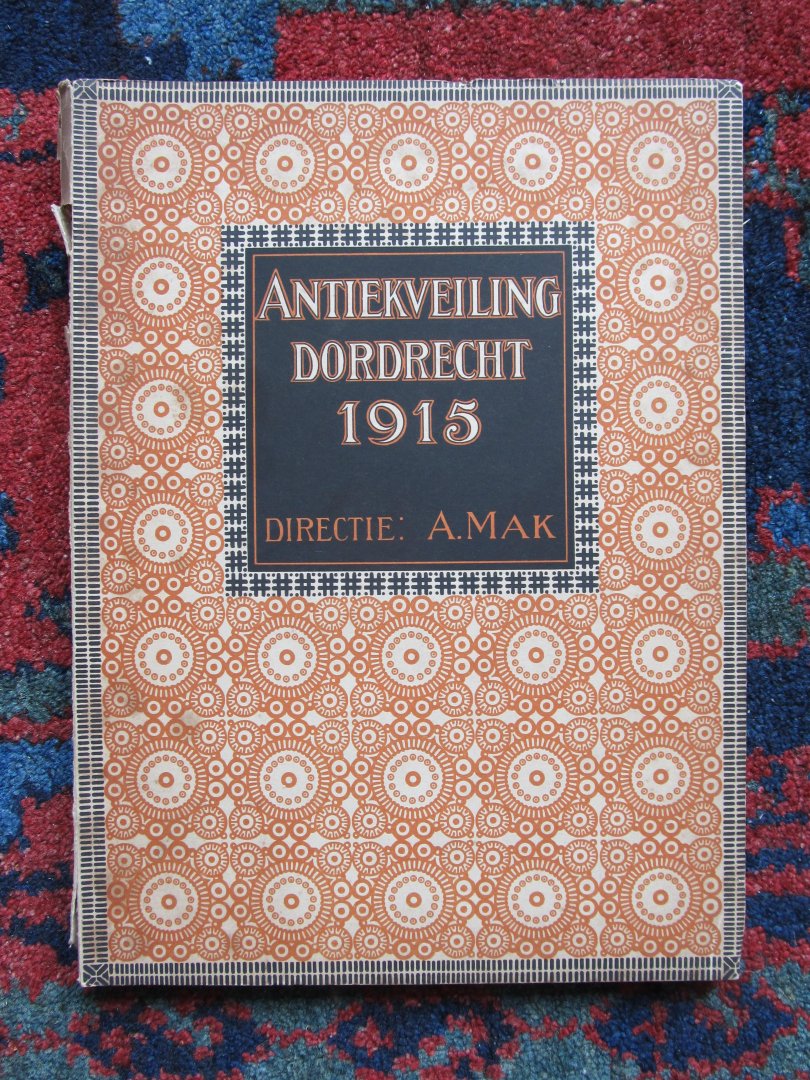 ANTIEKVEILING
DORDRECHT
1915
DIRECTIE: A. MAK